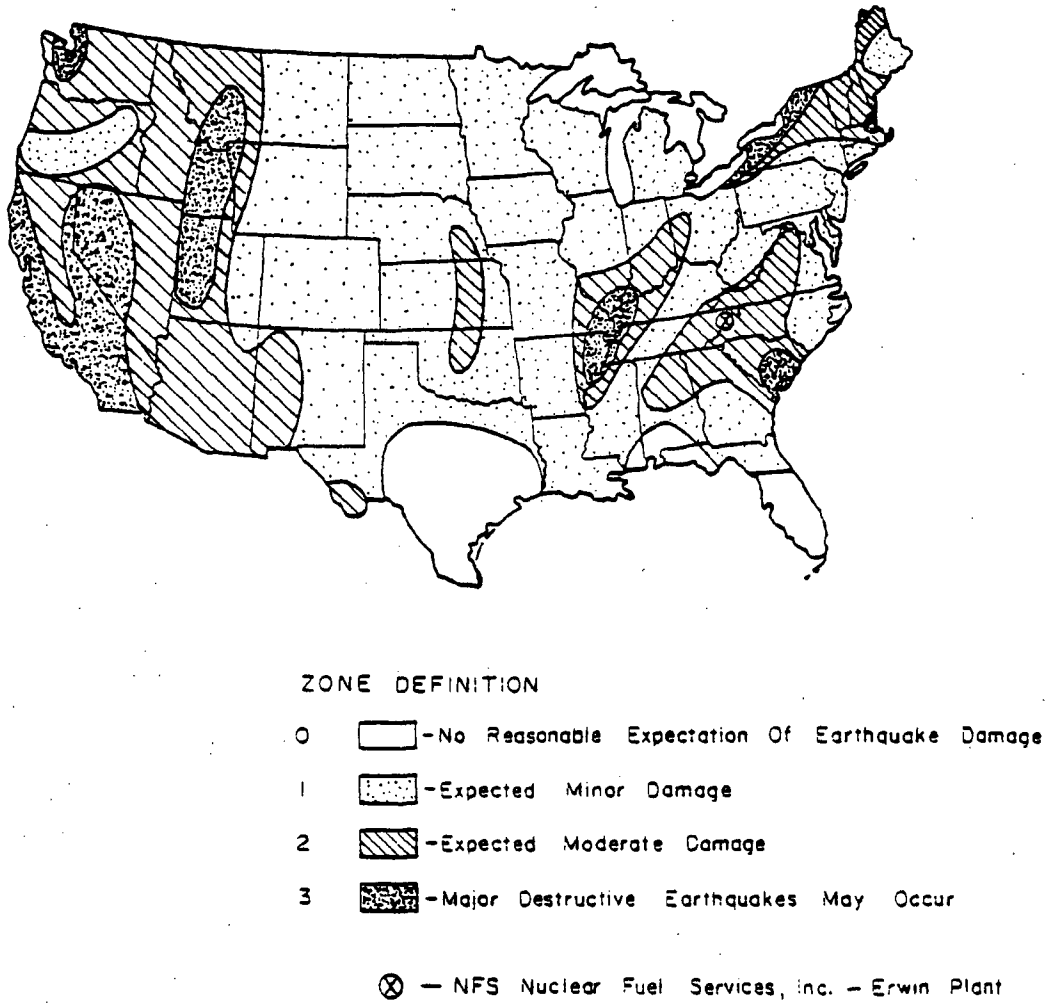 ZONE DEFINITION
0 -No Reasonable Expectation Of Earthquake Damage
1 -Expected Minor Damage
2 -Expected Moderate Damage
3 -Major Destructive Earthquakes May Occur
⊗ - NFS Nuclear Fuel Services, Inc. - Erwin Plant